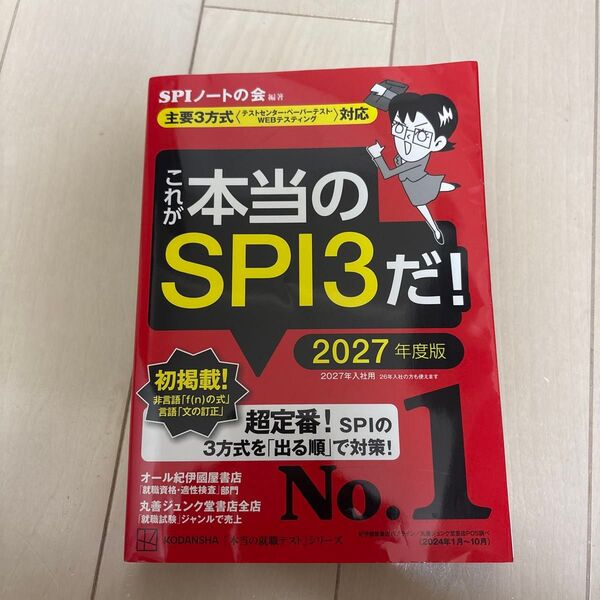 SPIノートの会 編著
主要3方式〈テストセンター・ペーパーテスト・WEBテスティング〉対応
これが
本当の
SPI3だ!
2027年度版
2027年入社用 26年入社の方も使えます
初掲載!
非言語「f(n)の式」
言語「文の訂正」
超定番! SPIの
3方式を「出る順」で対策!
オール紀伊國屋書店
「就職資格・適性検査」部門
丸善ジュンク堂書店全店
「就職試験」ジャンルで売上
No.1
KODANSHA 「本当の就職テスト」シリーズ
(2024年1月~10月)